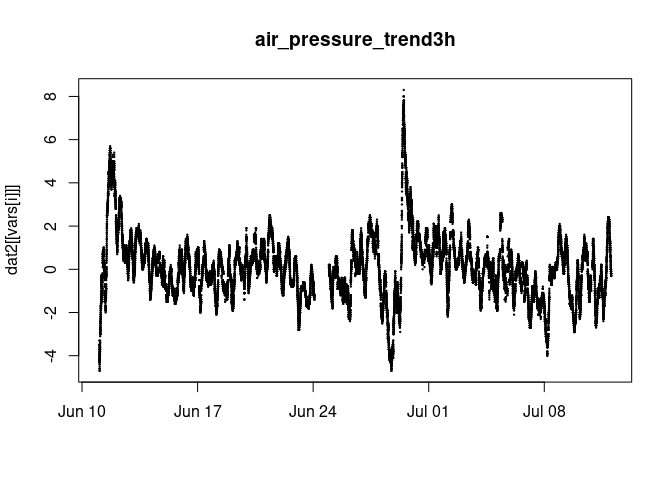 air_pressure_trend3h
dat2[[vars[i]]]
8
6
4
2
0
-2
-4
Jun 10
Jun 17
Jun 24
Jul 01
Jul 08